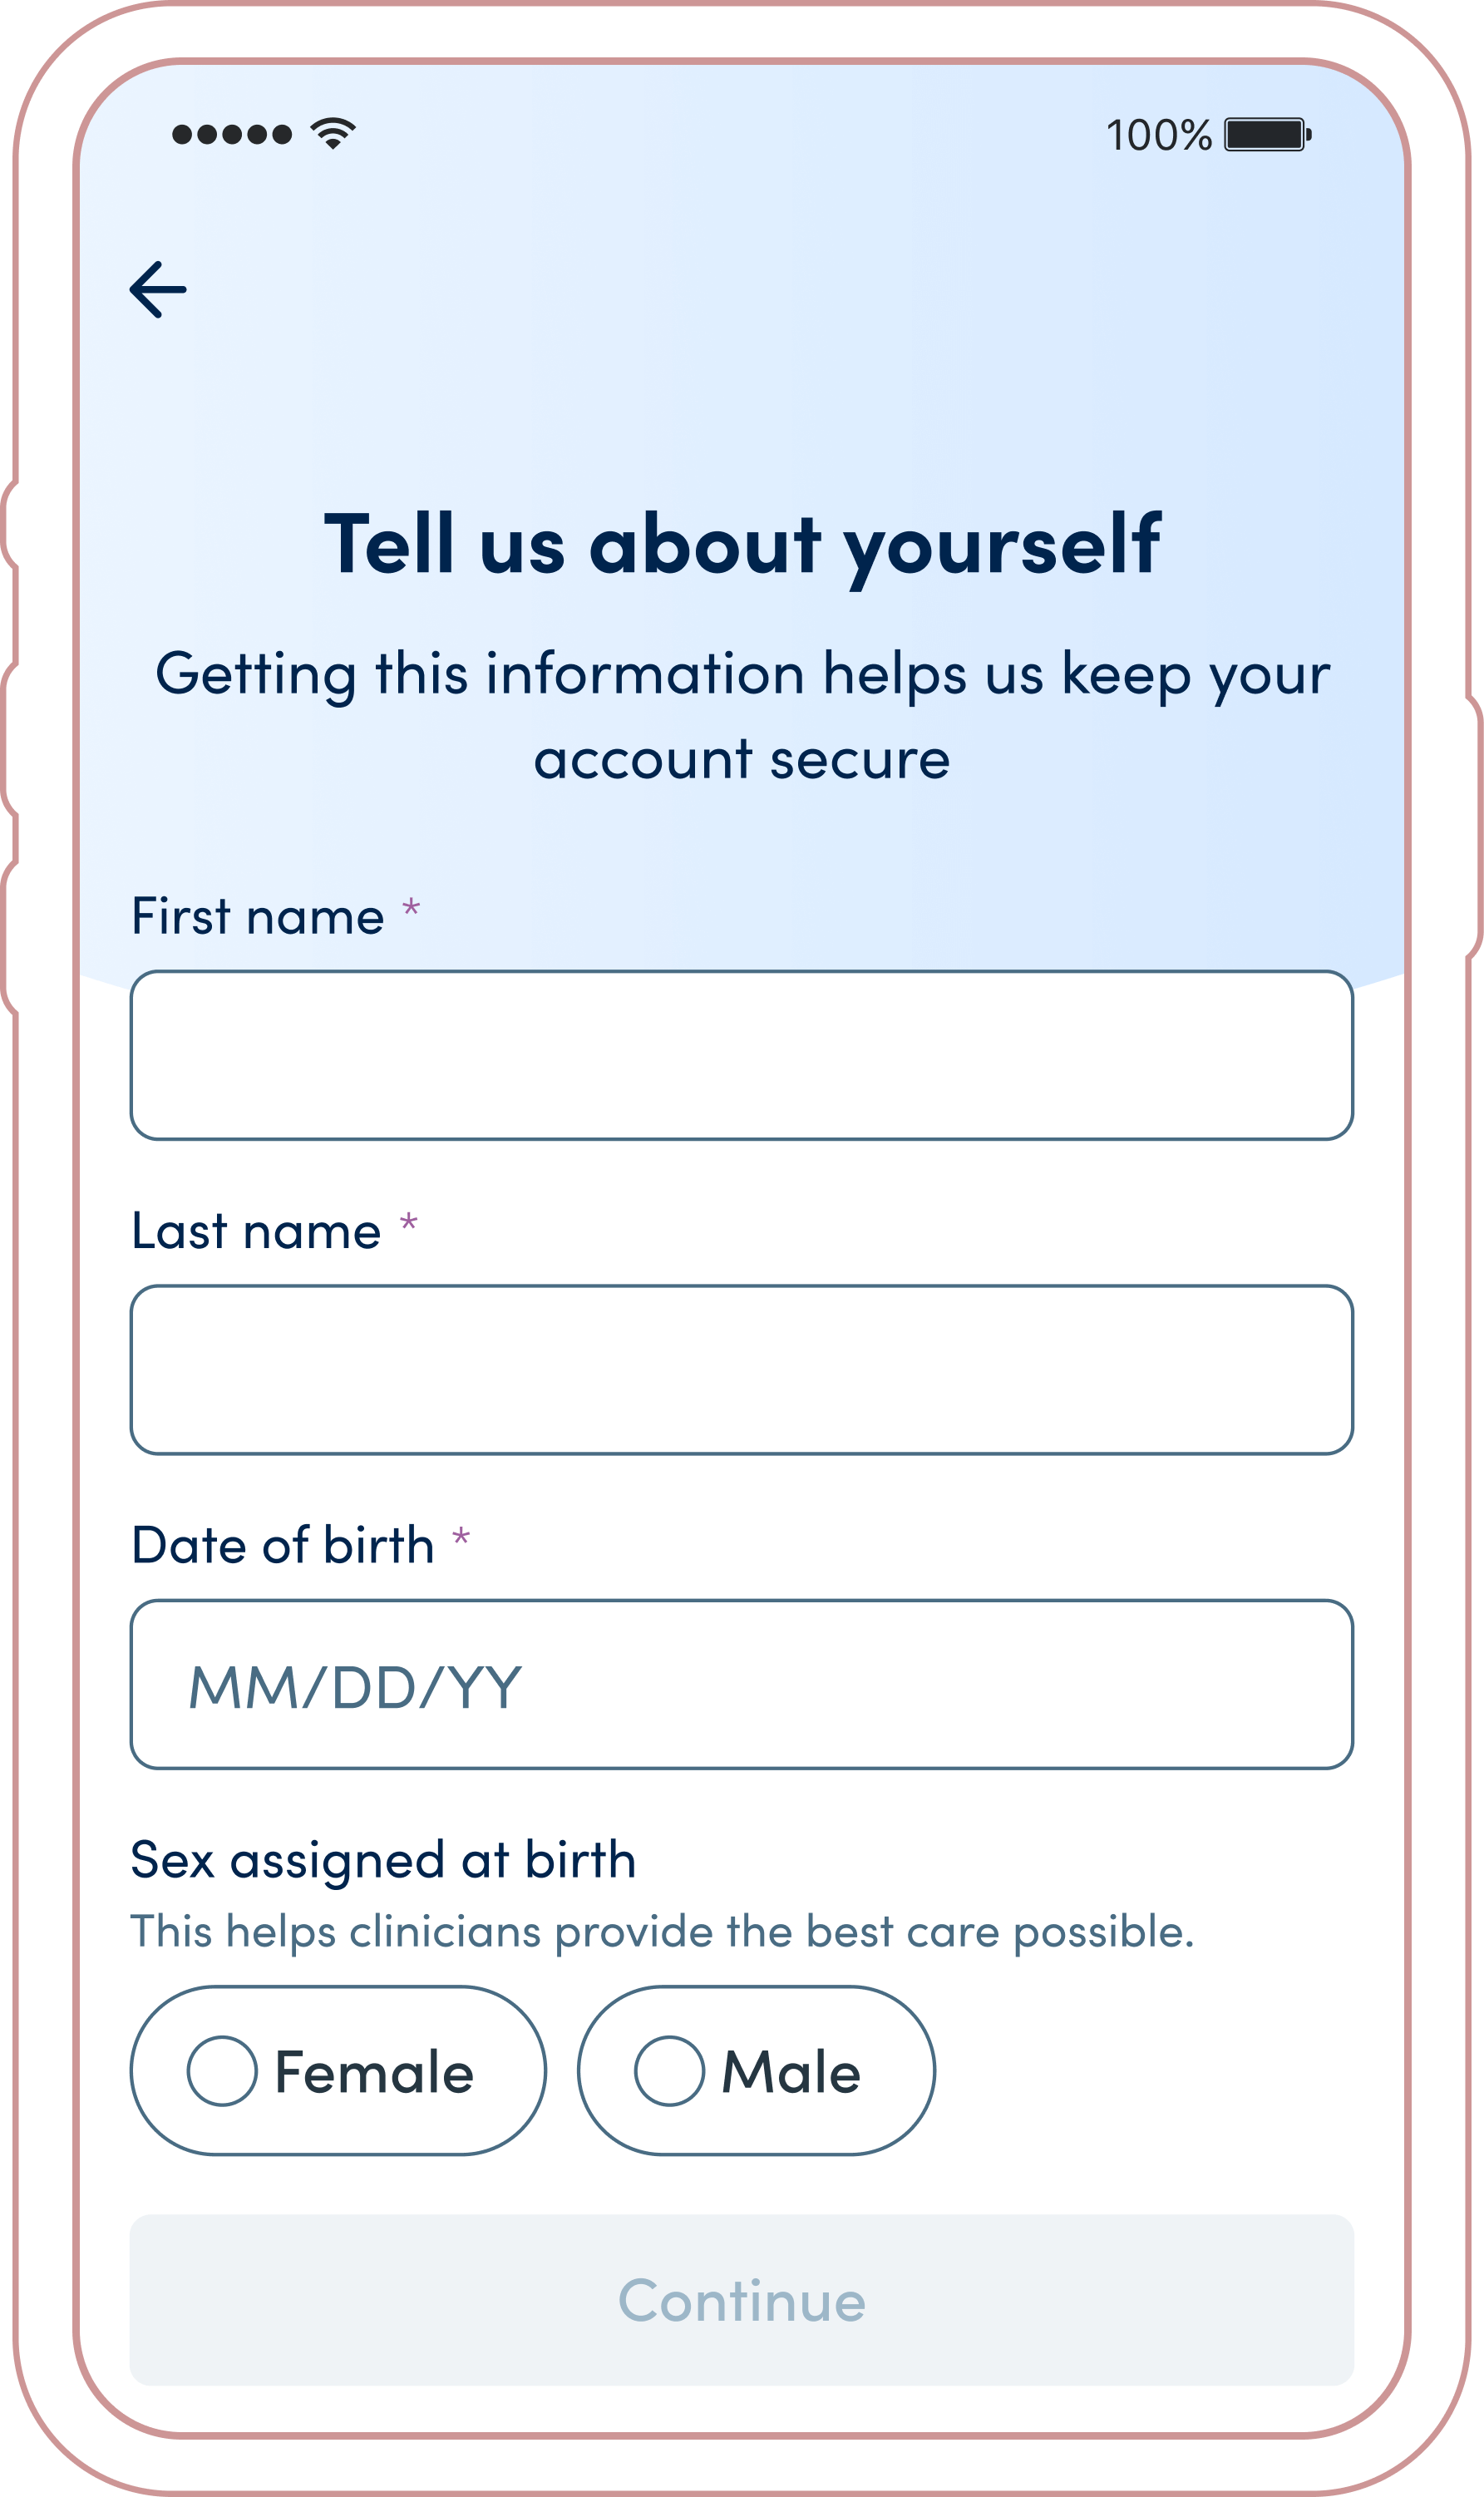 100%
Tell us about yourself
Getting this information helps us keep your
account secure
First name *
Last name *
Date of birth *
MM/DD/YY
Sex assigned at birth
This helps clinicians provide the best care possible.
Female Male
Continue